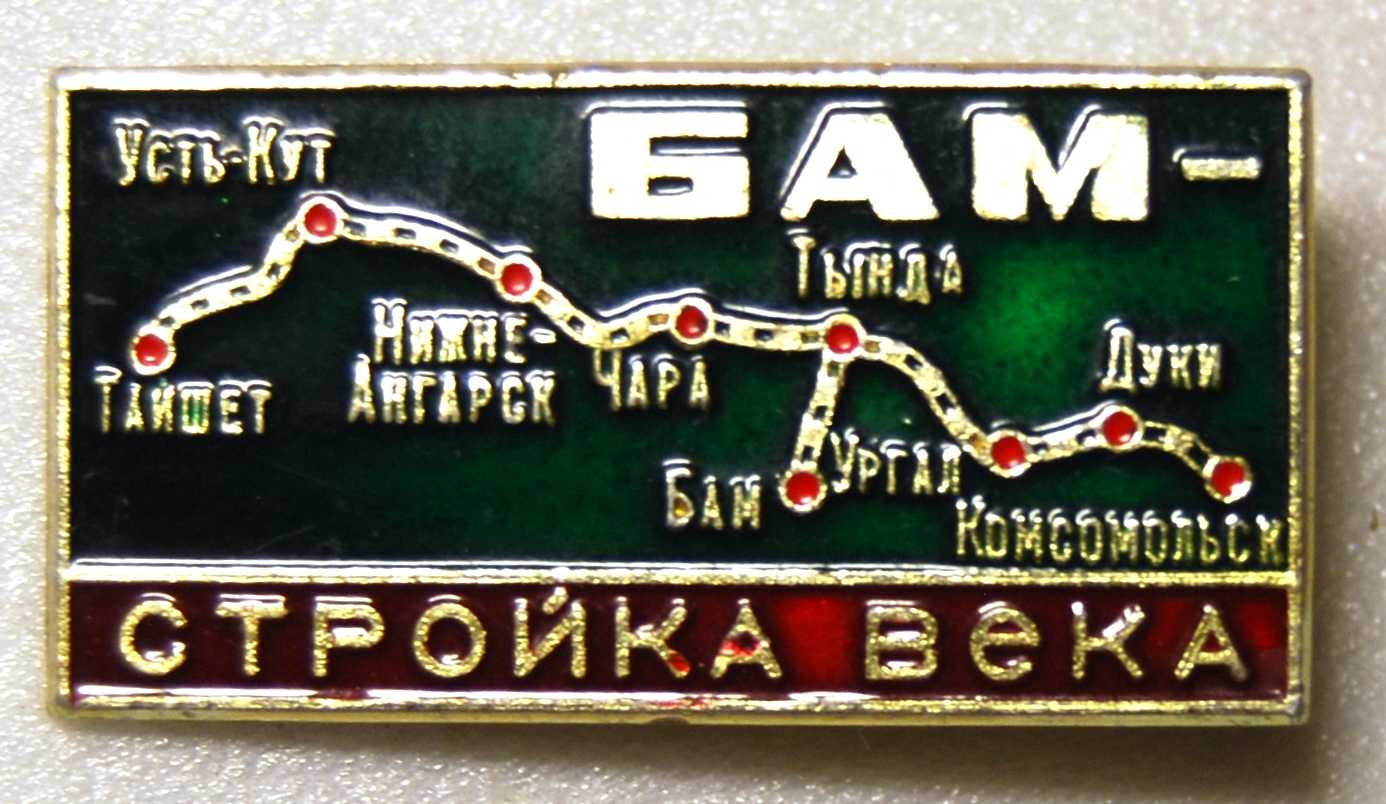 БАМ-
Усть-Кут
Тында
Нижне-
Ангарск
Чара
Дуки
Тайшет
Бам
Ургал
Комсомольск
СТРОЙКА ВеКА